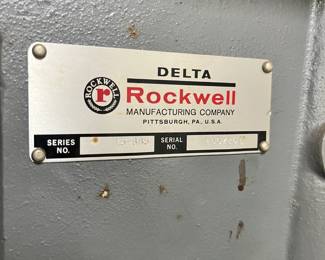 DELTA
ROCKWELL
r
Rockwell
MANUFACTURING COMPANY
PITTSBURGH, PA., U.S.A.
SERIES NO.
SERIAL NO.